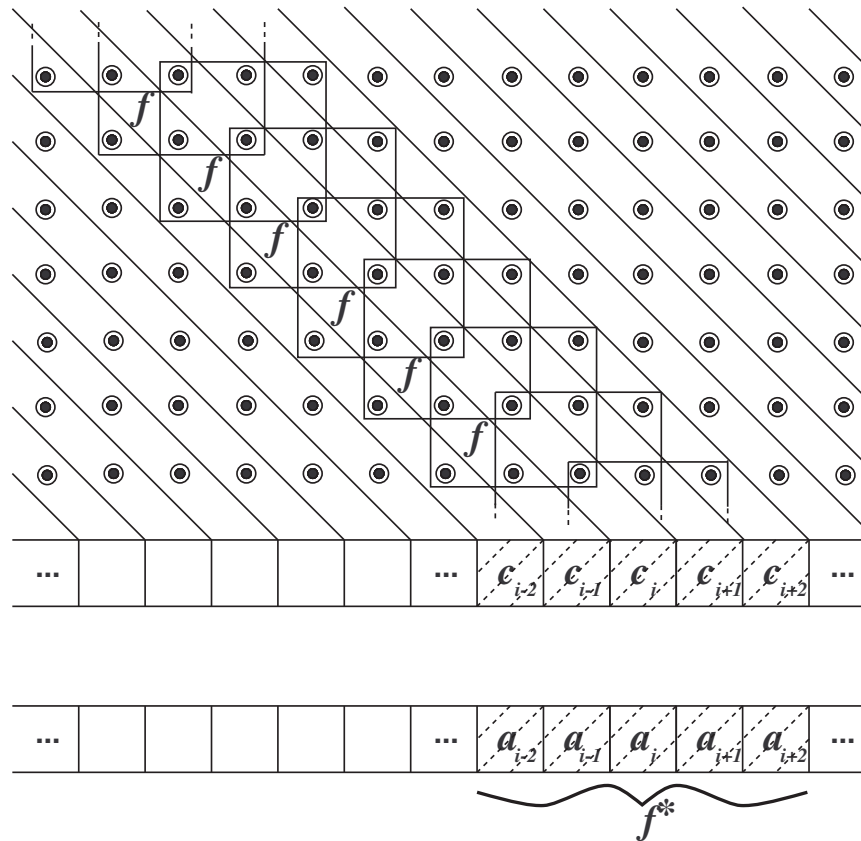 f
f
f
f
f
f
... ... c_{i-2} c_{i-1} c_i c_{i+1} c_{i+2} ...
... ... a_{i-2} a_{i-1} a_i a_{i+1} a_{i+2} ...
f*